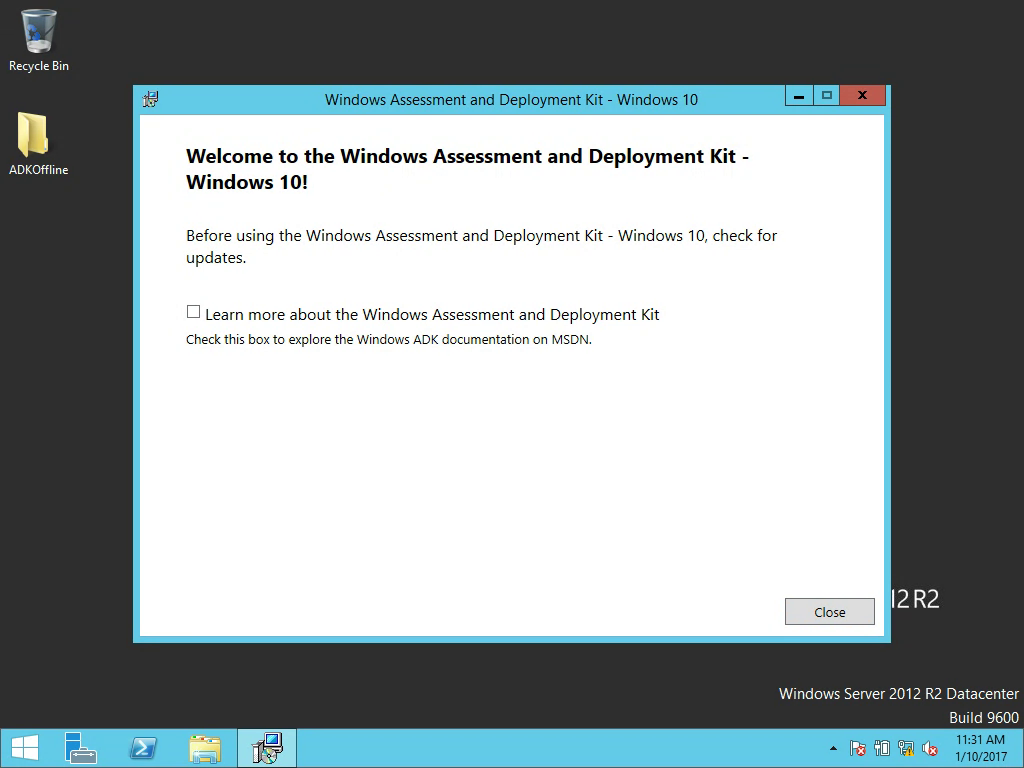 Recycle Bin
ADKOffline
Windows Assessment and Deployment Kit - Windows 10
Welcome to the Windows Assessment and Deployment Kit -
Windows 10!
Before using the Windows Assessment and Deployment Kit - Windows 10, check for
updates.
Learn more about the Windows Assessment and Deployment Kit
Check this box to explore the Windows ADK documentation on MSDN.
Close
2 R2
Windows Server 2012 R2 Datacenter
Build 9600
11:31 AM
1/10/2017